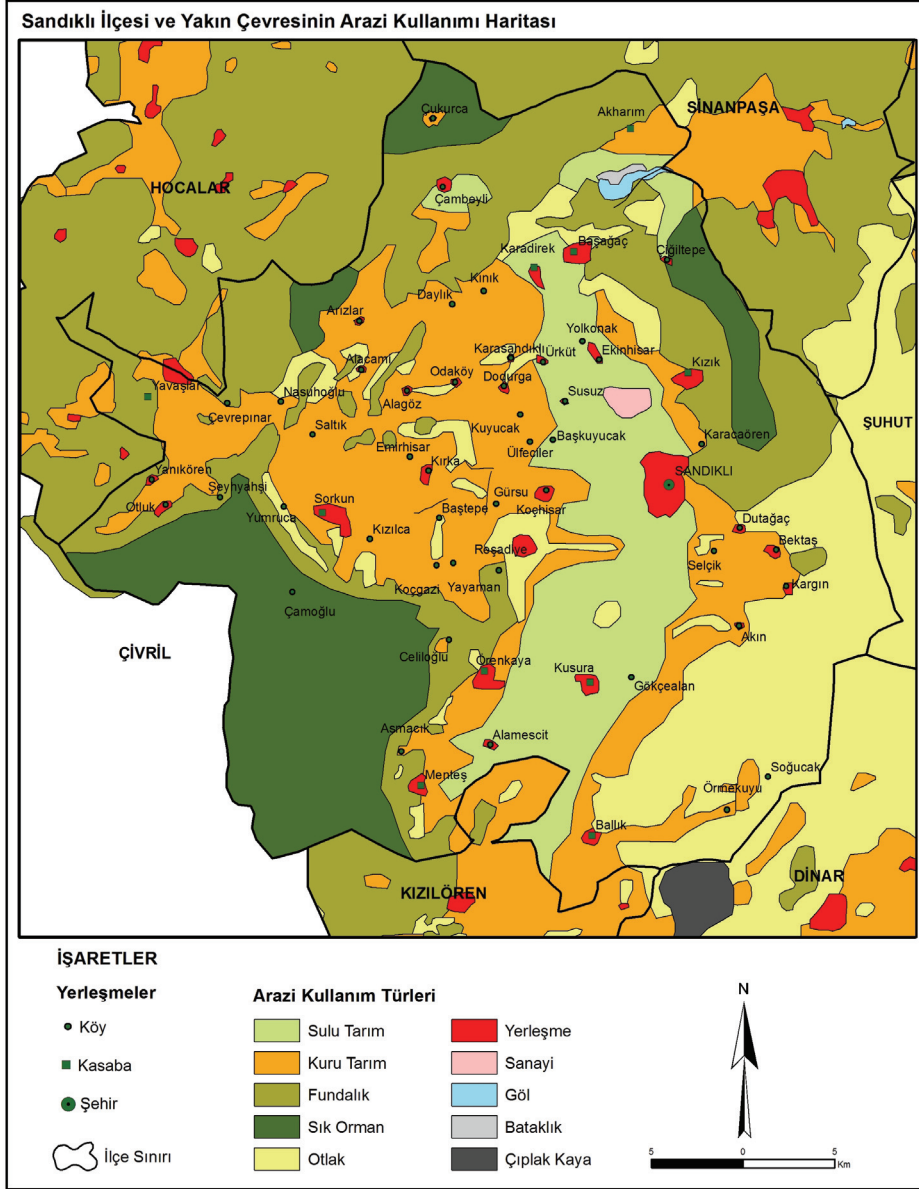 Sandıklı İlçesi ve Yakın Çevresinin Arazi Kullanımı Haritası
Çukurca
Akharım
SİNANPAŞA
HOCALAR
Çambeyli
Karadirek
Başağaç
Çiğiltepe
Kınık
Daylık
Arızlar
Yolkonak
Karasandıklı
Ürküt
Ekinhisar
Alacami
Odaköy
Dodurga
Kızık
Yavaşlar
Nasuhoğlu
Alagöz
Susuz
Çevrepınar
ŞUHUT
Saltık
Kuyucak
Başkuyucak
Karacaören
Emirhisar
Ülfeciler
Kırka
SANDIKLI
Yanıkören
Şeyhyahşi
Gürsu
Otluk
Yumruca
Sorkun
Baştepe
Koçhisar
Dutağaç
Kızılca
Bektaş
Reşadiye
Selçik
Koçgazi
Yayaman
Kargın
Çamoğlu
Akın
ÇİVRİL
Celiloğlu
Örenkaya
Kusura
Gökçealan
Asmacık
Alamescit
Menteş
Soğucak
Örmekuyu
Ballık
KIZILÖREN
DİNAR
İŞARETLER
Yerleşmeler
Köy
Kasaba
Şehir
İlçe Sınırı
Arazi Kullanım Türleri
Sulu Tarım
Kuru Tarım
Fundalık
Sık Orman
Otlak
Yerleşme
Sanayi
Göl
Bataklık
Çıplak Kaya
N
5 0 5
Km